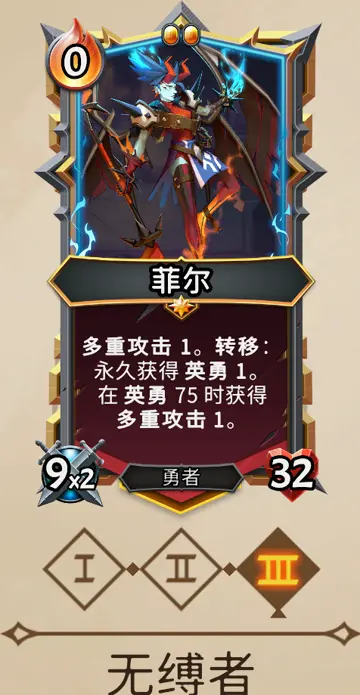 0
菲尔
多重攻击 1。转移：
永久获得 英勇 1。
在 英勇 75 时获得
多重攻击 1。
9x2
勇者
32
I
II
III
无缚者